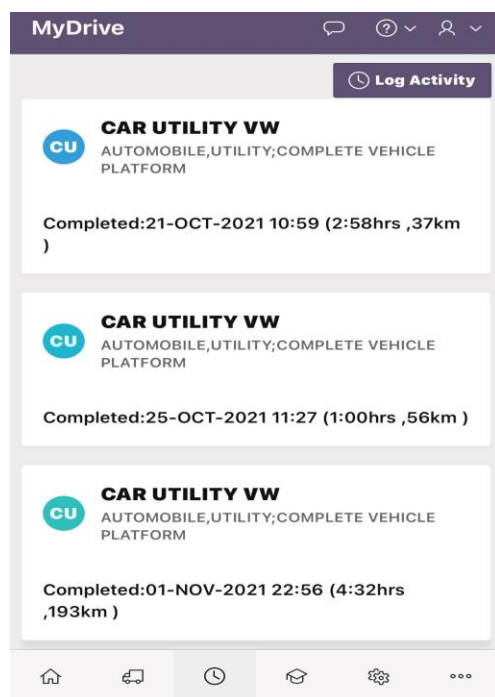 MyDrive
Log Activity
CU
CAR UTILITY VW
AUTOMOBILE,UTILITY;COMPLETE VEHICLE
PLATFORM
Completed:21-OCT-2021 10:59 (2:58hrs ,37km
)
CU
CAR UTILITY VW
AUTOMOBILE,UTILITY;COMPLETE VEHICLE
PLATFORM
Completed:25-OCT-2021 11:27 (1:00hrs ,56km )
CU
CAR UTILITY VW
AUTOMOBILE,UTILITY;COMPLETE VEHICLE
PLATFORM
Completed:01-NOV-2021 22:56 (4:32hrs
,193km )